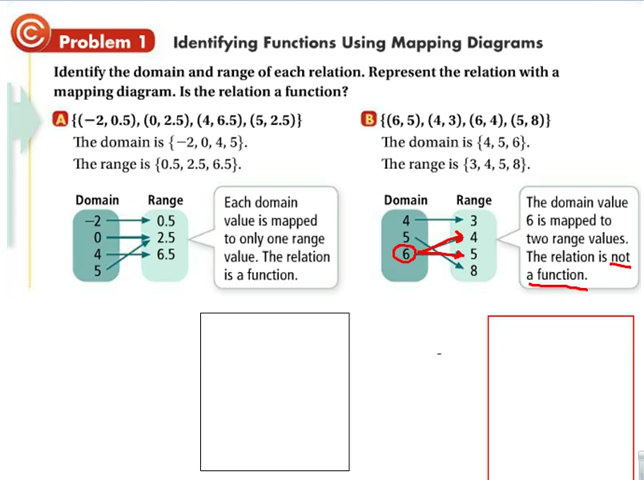 C
Problem 1 Identifying Functions Using Mapping Diagrams
Identify the domain and range of each relation. Represent the relation with a
mapping diagram. Is the relation a function?
A {(−2, 0.5), (0, 2.5), (4, 6.5), (5, 2.5)}
The domain is {−2, 0, 4, 5}.
The range is {0.5, 2.5, 6.5}.
Domain Range
−2 0.5
0 2.5
4 6.5
5
Each domain
value is mapped
to only one range
value. The relation
is a function.
B {(6, 5), (4, 3), (6, 4), (5, 8)}
The domain is {4, 5, 6}.
The range is {3, 4, 5, 8}.
Domain Range
4 3
5 4
6 5
8
The domain value
6 is mapped to
two range values.
The relation is not
a function.